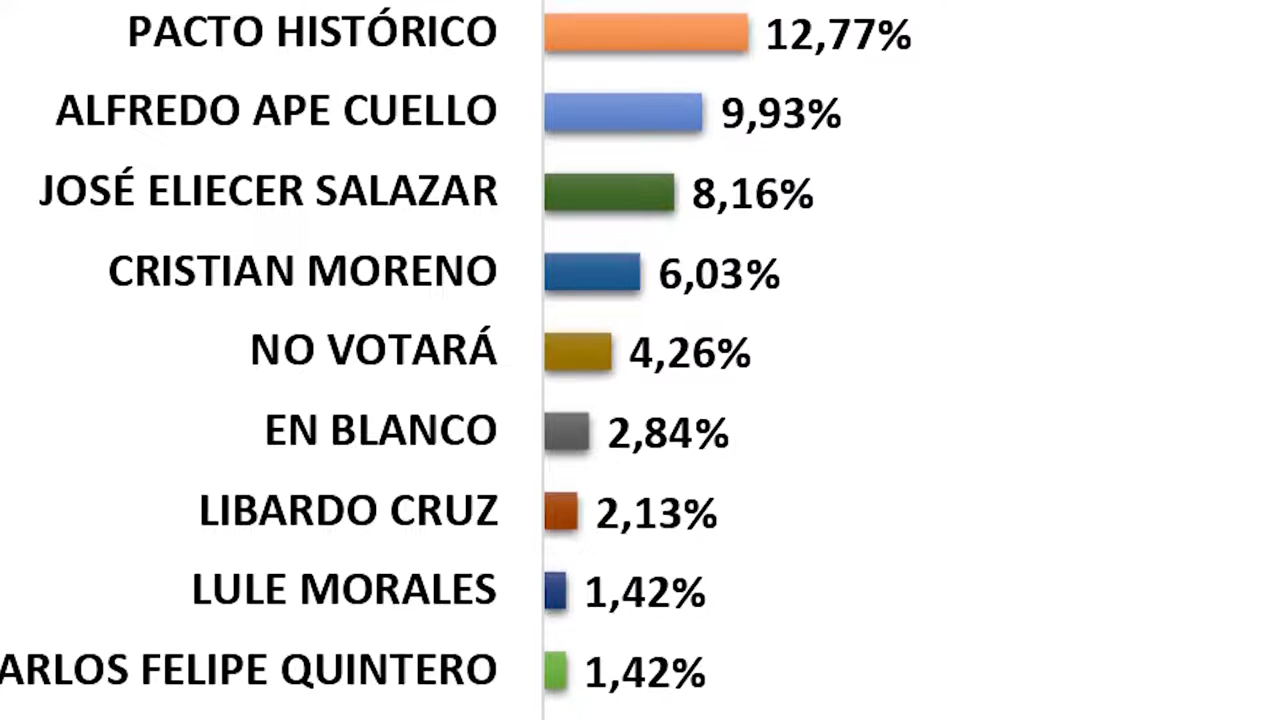 PACTO HISTÓRICO 12,77%
ALFREDO APE CUELLO 9,93%
JOSÉ ELIECER SALAZAR 8,16%
CRISTIAN MORENO 6,03%
NO VOTARÁ 4,26%
EN BLANCO 2,84%
LIBARDO CRUZ 2,13%
LULE MORALES 1,42%
ARLOS FELIPE QUINTERO 1,42%